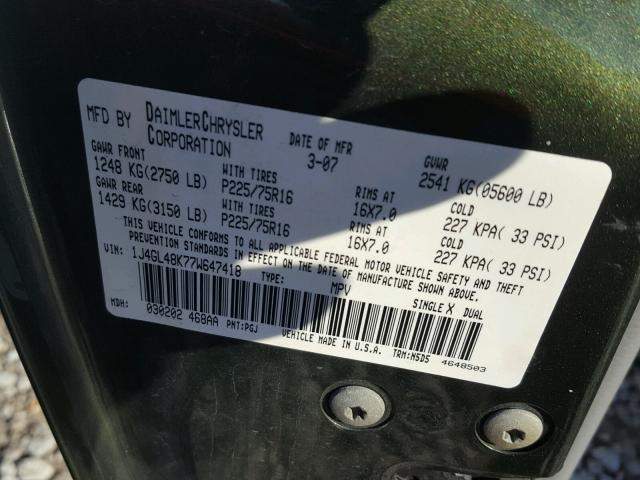 MFD BY DAIMLERCHRYSLER CORPORATION DATE OF MFR 3-07 GVWR 2541 KG(05600 LB)
GAWR FRONT WITH TIRES RIMS AT COLD
1248 KG(2750 LB) P225/75R16 16X7.0 227 KPA( 33 PSI)
GAWR REAR WITH TIRES RIMS AT COLD
1429 KG(3150 LB) P225/75R16 16X7.0 227 KPA( 33 PSI)
THIS VEHICLE CONFORMS TO ALL APPLICABLE FEDERAL MOTOR VEHICLE SAFETY AND THEFT
PREVENTION STANDARDS IN EFFECT ON THE DATE OF MANUFACTURE SHOWN ABOVE.
VIN: 1J4GL48K77W647418 TYPE: MPV SINGLE X DUAL
MDH: 030202 468AA PNT:PGJ VEHICLE MADE IN U.S.A. TRM:N5D5 4648503